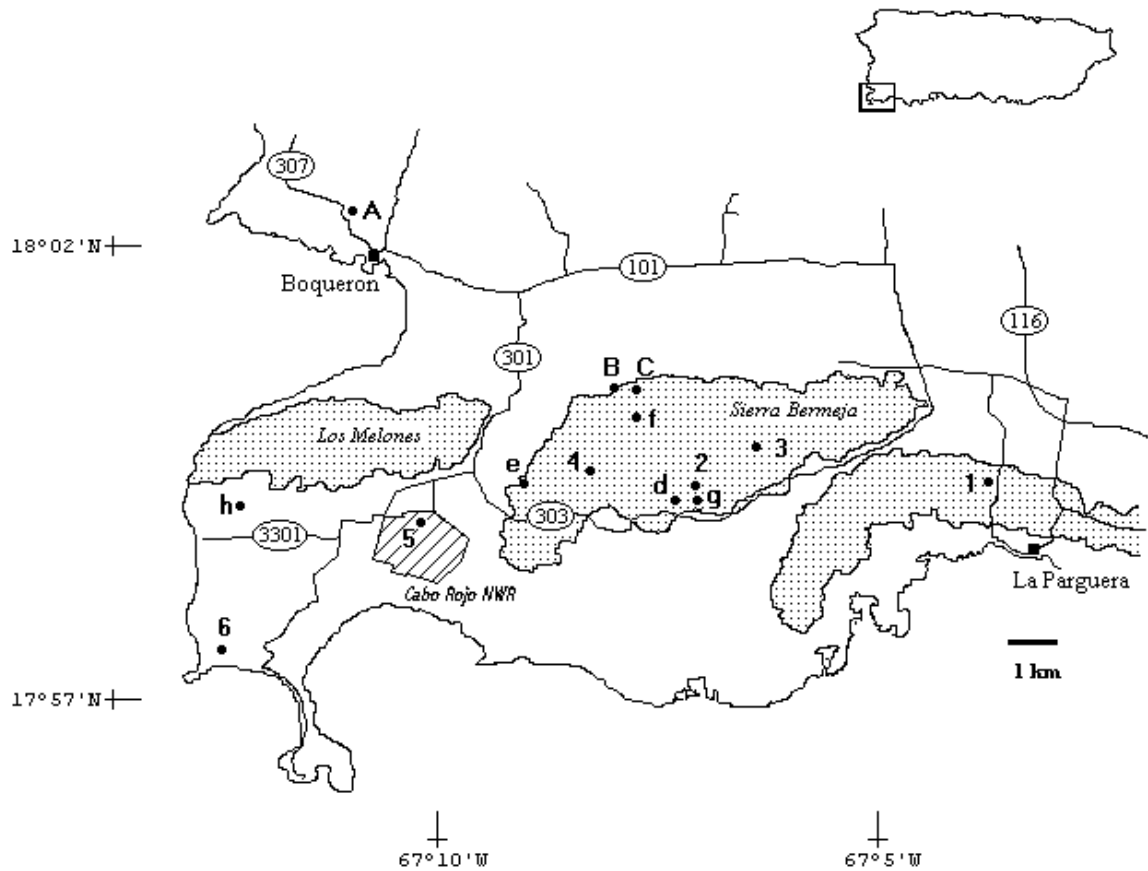 307
A
18°02'N
Boqueron
101
116
301
B
C
Los Melones
Sierra Bermeja
f
3
4
e
2
1
h
d
g
303
3301
5
Cabo Rojo NWR
La Parguera
6
1 km
17°57'N
67°10'W
67°5'W